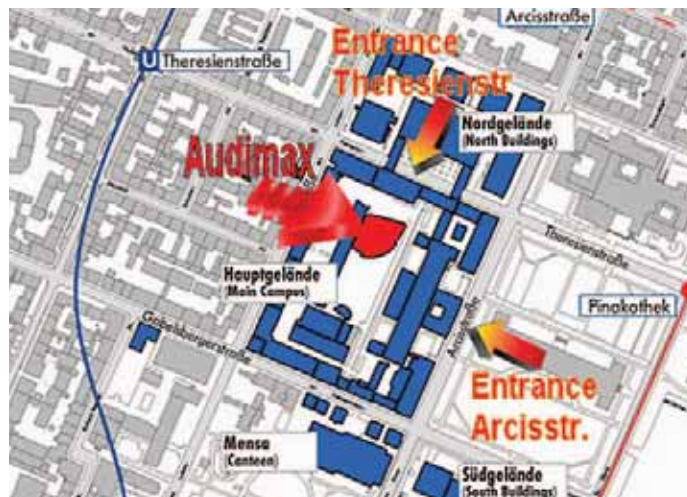 Arcisstraße
Entrance
Theresienstr
U Theresienstraße
Nordgelände
(North Buildings)
Audimax
Theresienstraße
Hauptgelände
(Main Campus)
Pinakothek
Gabelsbergerstraße
Arcisstraße
Entrance
Arcisstr.
Mensa
(Canteen)
Südgelände
(South Buildings)